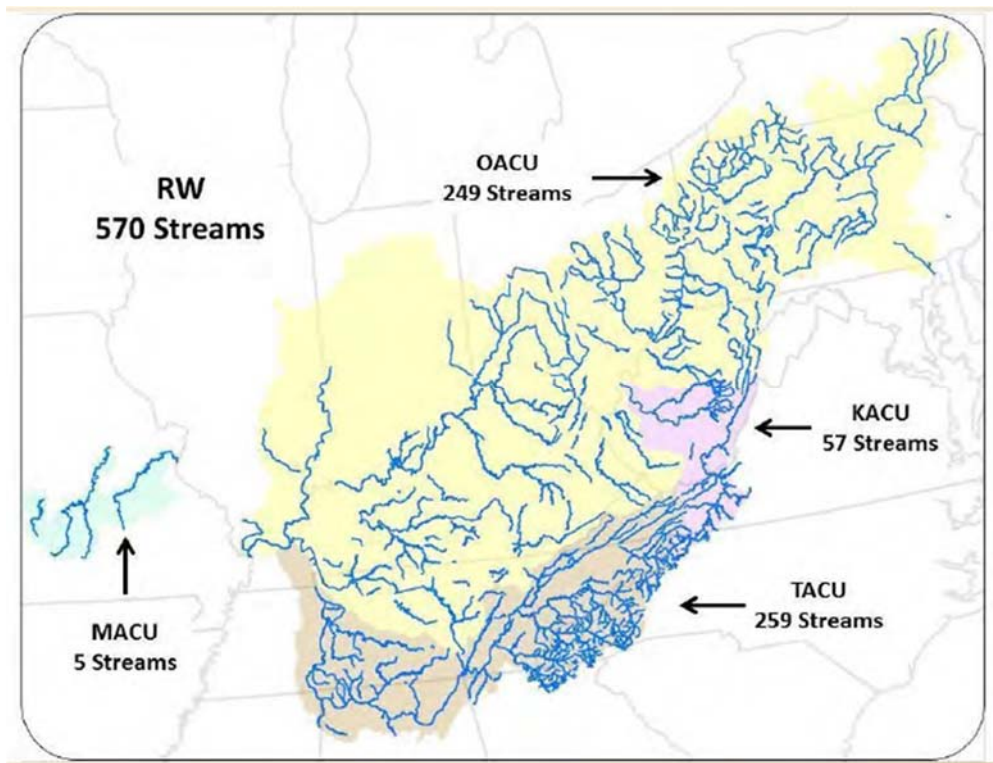 RW
570 Streams
OACU
249 Streams
KACU
57 Streams
TACU
259 Streams
MACU
5 Streams